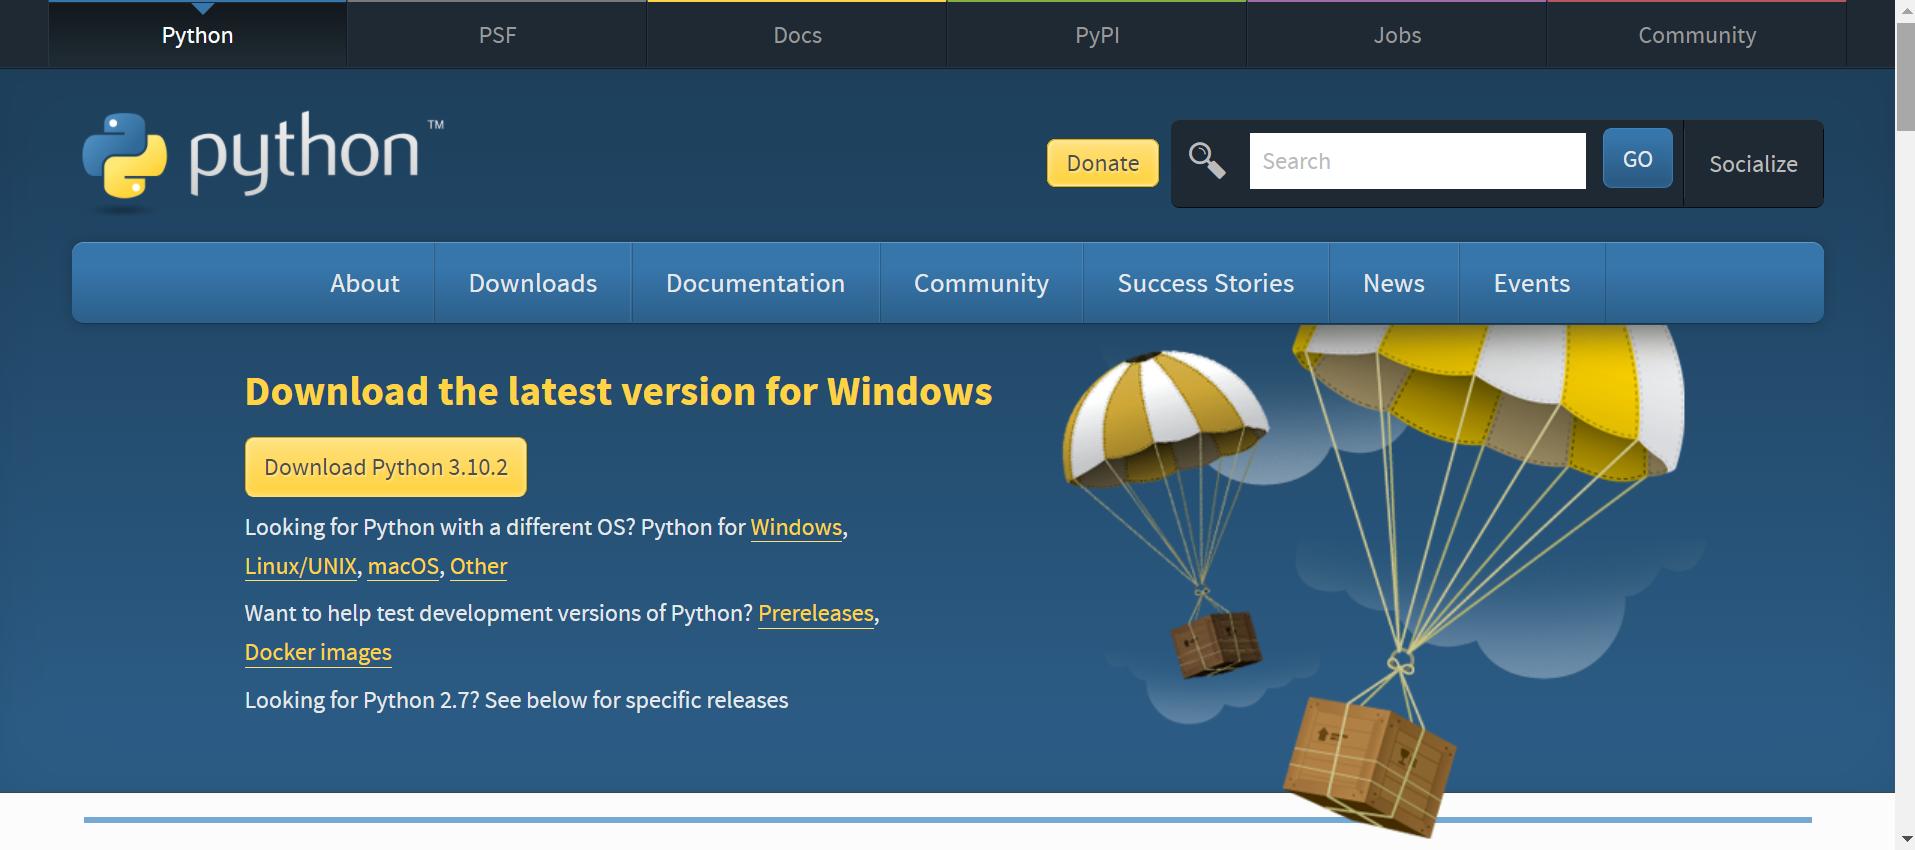 Python PSF Docs PyPI Jobs Community
python™
Donate Search GO Socialize
About Downloads Documentation Community Success Stories News Events
Download the latest version for Windows
Download Python 3.10.2
Looking for Python with a different OS? Python for Windows,
Linux/UNIX, macOS, Other
Want to help test development versions of Python? Prereleases,
Docker images
Looking for Python 2.7? See below for specific releases